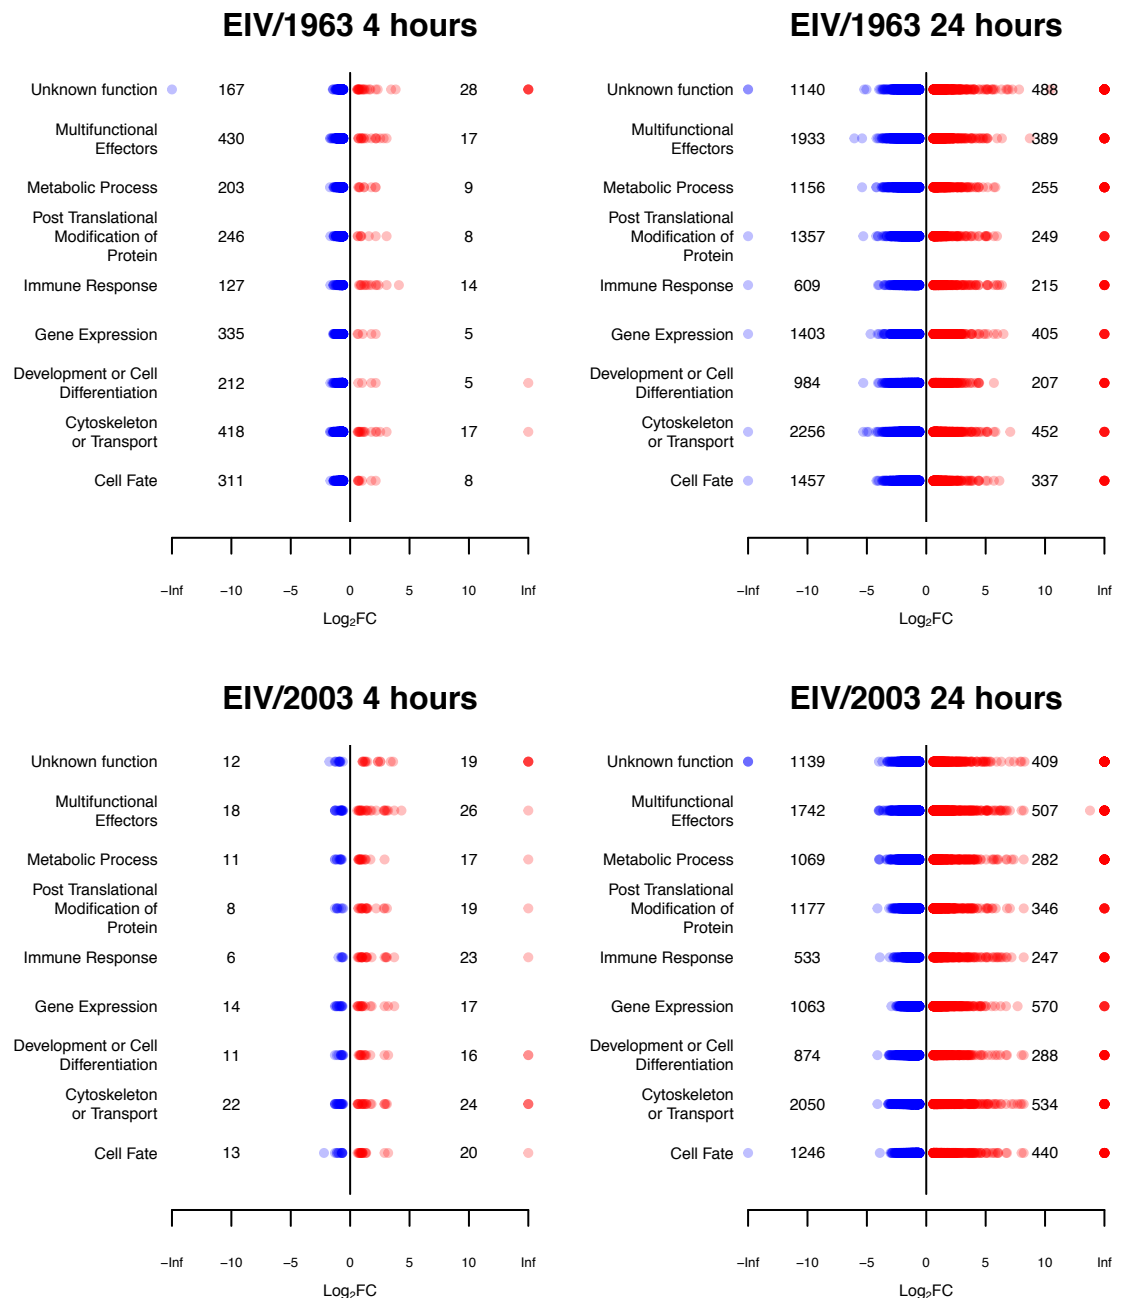 EIV/1963 4 hours
Unknown function 167 28
Multifunctional
Effectors 430 17
Metabolic Process 203 9
Post Translational
Modification of 246 8
Protein
Immune Response 127 14
Gene Expression 335 5
Development or Cell
Differentiation 212 5
Cytoskeleton
or Transport 418 17
Cell Fate 311 8
−Inf −10 −5 0 5 10 Inf
Log₂FC
EIV/1963 24 hours
Unknown function 1140 488
Multifunctional
Effectors 1933 389
Metabolic Process 1156 255
Post Translational
Modification of 1357 249
Protein
Immune Response 609 215
Gene Expression 1403 405
Development or Cell
Differentiation 984 207
Cytoskeleton
or Transport 2256 452
Cell Fate 1457 337
−Inf −10 −5 0 5 10 Inf
Log₂FC
EIV/2003 4 hours
Unknown function 12 19
Multifunctional
Effectors 18 26
Metabolic Process 11 17
Post Translational
Modification of 8 19
Protein
Immune Response 6 23
Gene Expression 14 17
Development or Cell
Differentiation 11 16
Cytoskeleton
or Transport 22 24
Cell Fate 13 20
−Inf −10 −5 0 5 10 Inf
Log₂FC
EIV/2003 24 hours
Unknown function 1139 409
Multifunctional
Effectors 1742 507
Metabolic Process 1069 282
Post Translational
Modification of 1177 346
Protein
Immune Response 533 247
Gene Expression 1063 570
Development or Cell
Differentiation 874 288
Cytoskeleton
or Transport 2050 534
Cell Fate 1246 440
−Inf −10 −5 0 5 10 Inf
Log₂FC